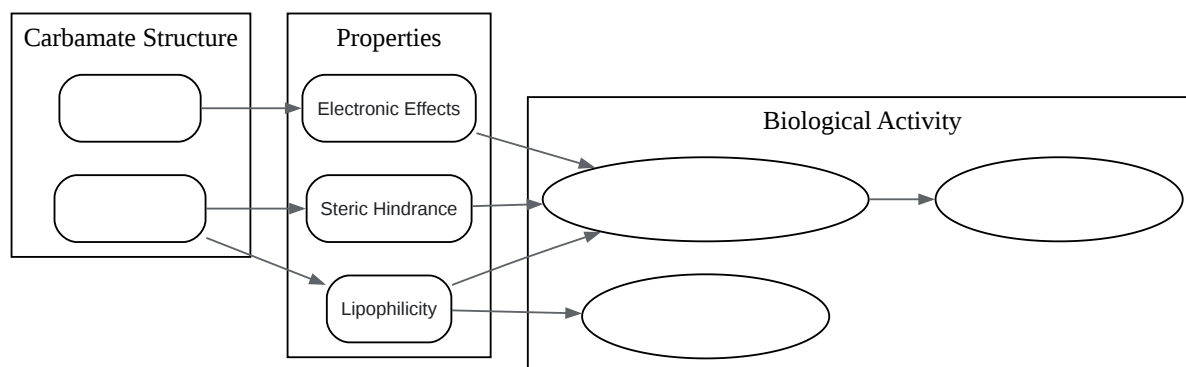 Carbamate Structure
Properties
Electronic Effects
Steric Hindrance
Lipophilicity
Biological Activity